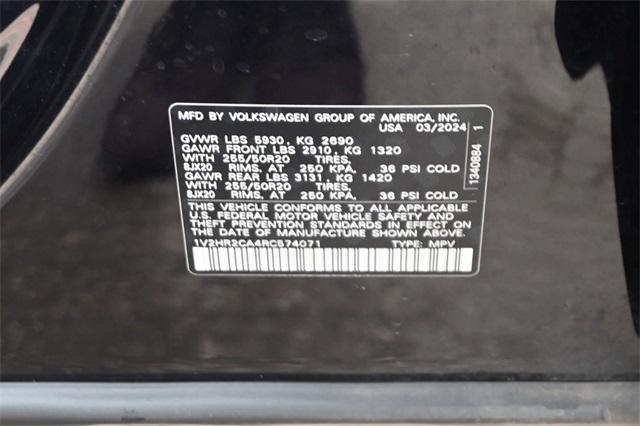 MFD BY VOLKSWAGEN GROUP OF AMERICA, INC.
USA 03/2024
GVWR LBS 5930, KG 2690
GAWR FRONT LBS 2910, KG 1320
WITH 255/50R20 TIRES,
8JX20 RIMS, AT 250 KPA, 36 PSI COLD
GAWR REAR LBS 3131, KG 1420
WITH 255/50R20 TIRES,
8JX20 RIMS, AT 250 KPA, 36 PSI COLD
THIS VEHICLE CONFORMS TO ALL APPLICABLE
U.S. FEDERAL MOTOR VEHICLE SAFETY AND
THEFT PREVENTION STANDARDS IN EFFECT ON
THE DATE OF MANUFACTURE SHOWN ABOVE
1V2HR2CA4RC574071 TYPE: MPV
1340884 1